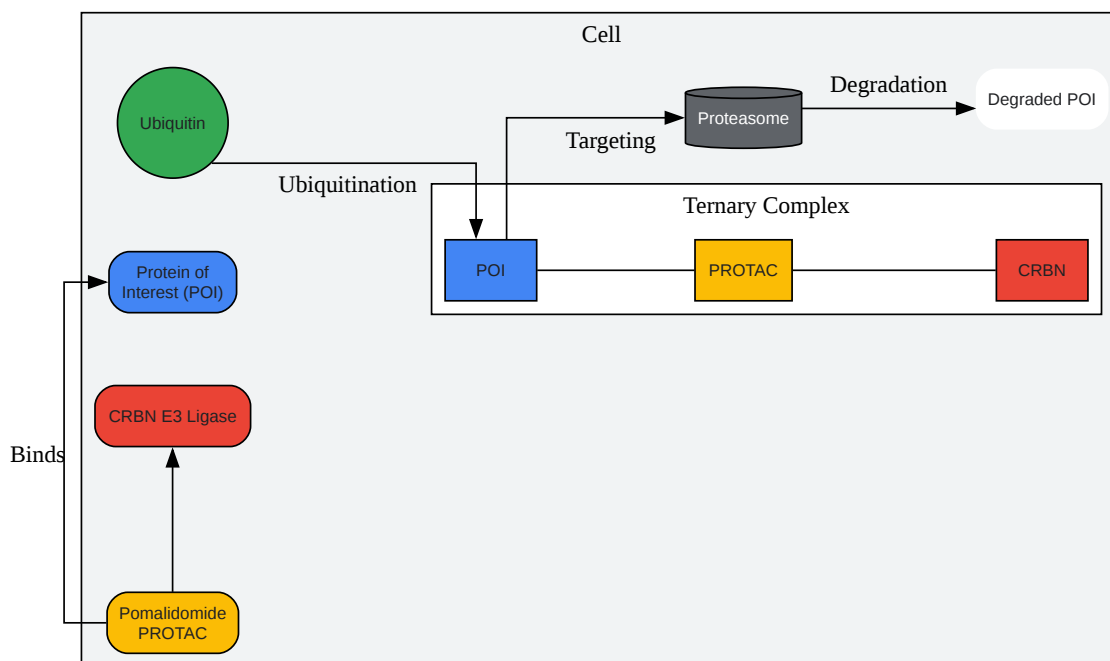 Cell
Ubiquitin
Proteasome
Degradation
Degraded POI
Targeting
Ubiquitination
Ternary Complex
POI
PROTAC
CRBN
Protein of
Interest (POI)
CRBN E3 Ligase
Binds
Pomalidomide
PROTAC